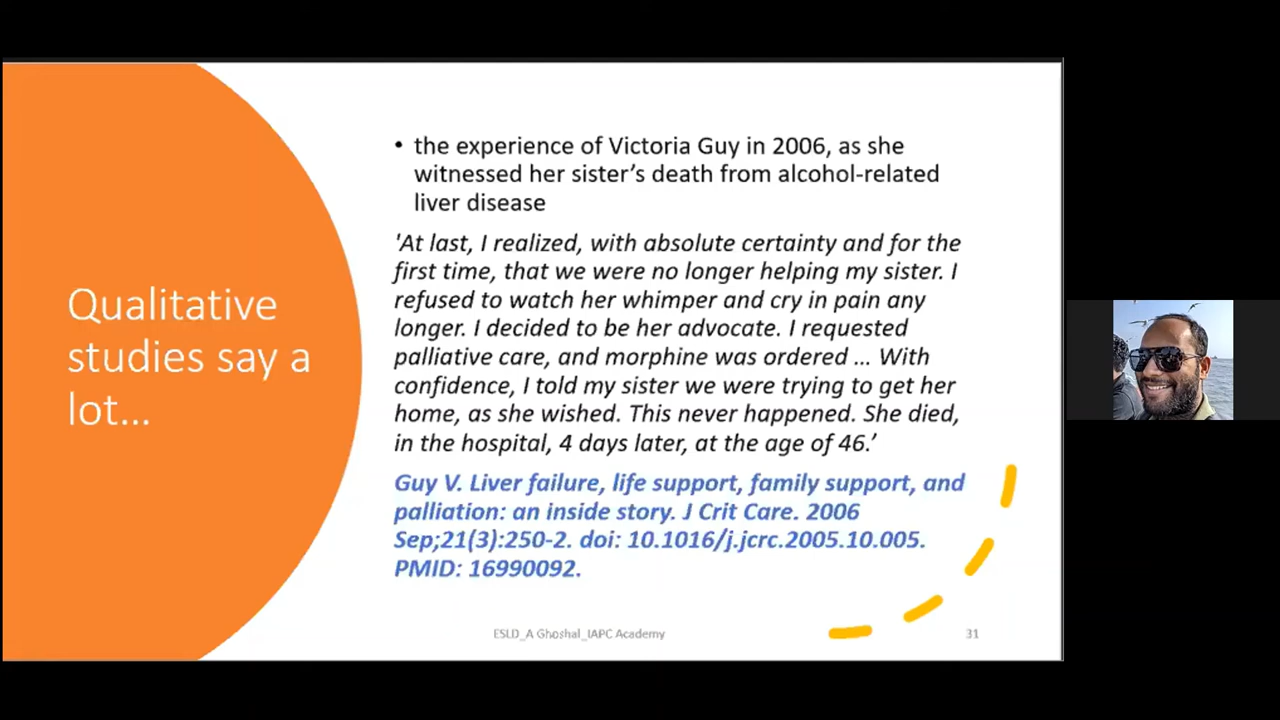 Qualitative
studies say a
lot...
• the experience of Victoria Guy in 2006, as she
witnessed her sister's death from alcohol-related
liver disease
'At last, I realized, with absolute certainty and for the
first time, that we were no longer helping my sister. I
refused to watch her whimper and cry in pain any
longer. I decided to be her advocate. I requested
palliative care, and morphine was ordered ... With
confidence, I told my sister we were trying to get her
home, as she wished. This never happened. She died,
in the hospital, 4 days later, at the age of 46.’
Guy V. Liver failure, life support, family support, and
palliation: an inside story. J Crit Care. 2006
Sep;21(3):250-2. doi: 10.1016/j.jcrc.2005.10.005.
PMID: 16990092.
ESLD_A Ghoshal_IAPC Academy
31